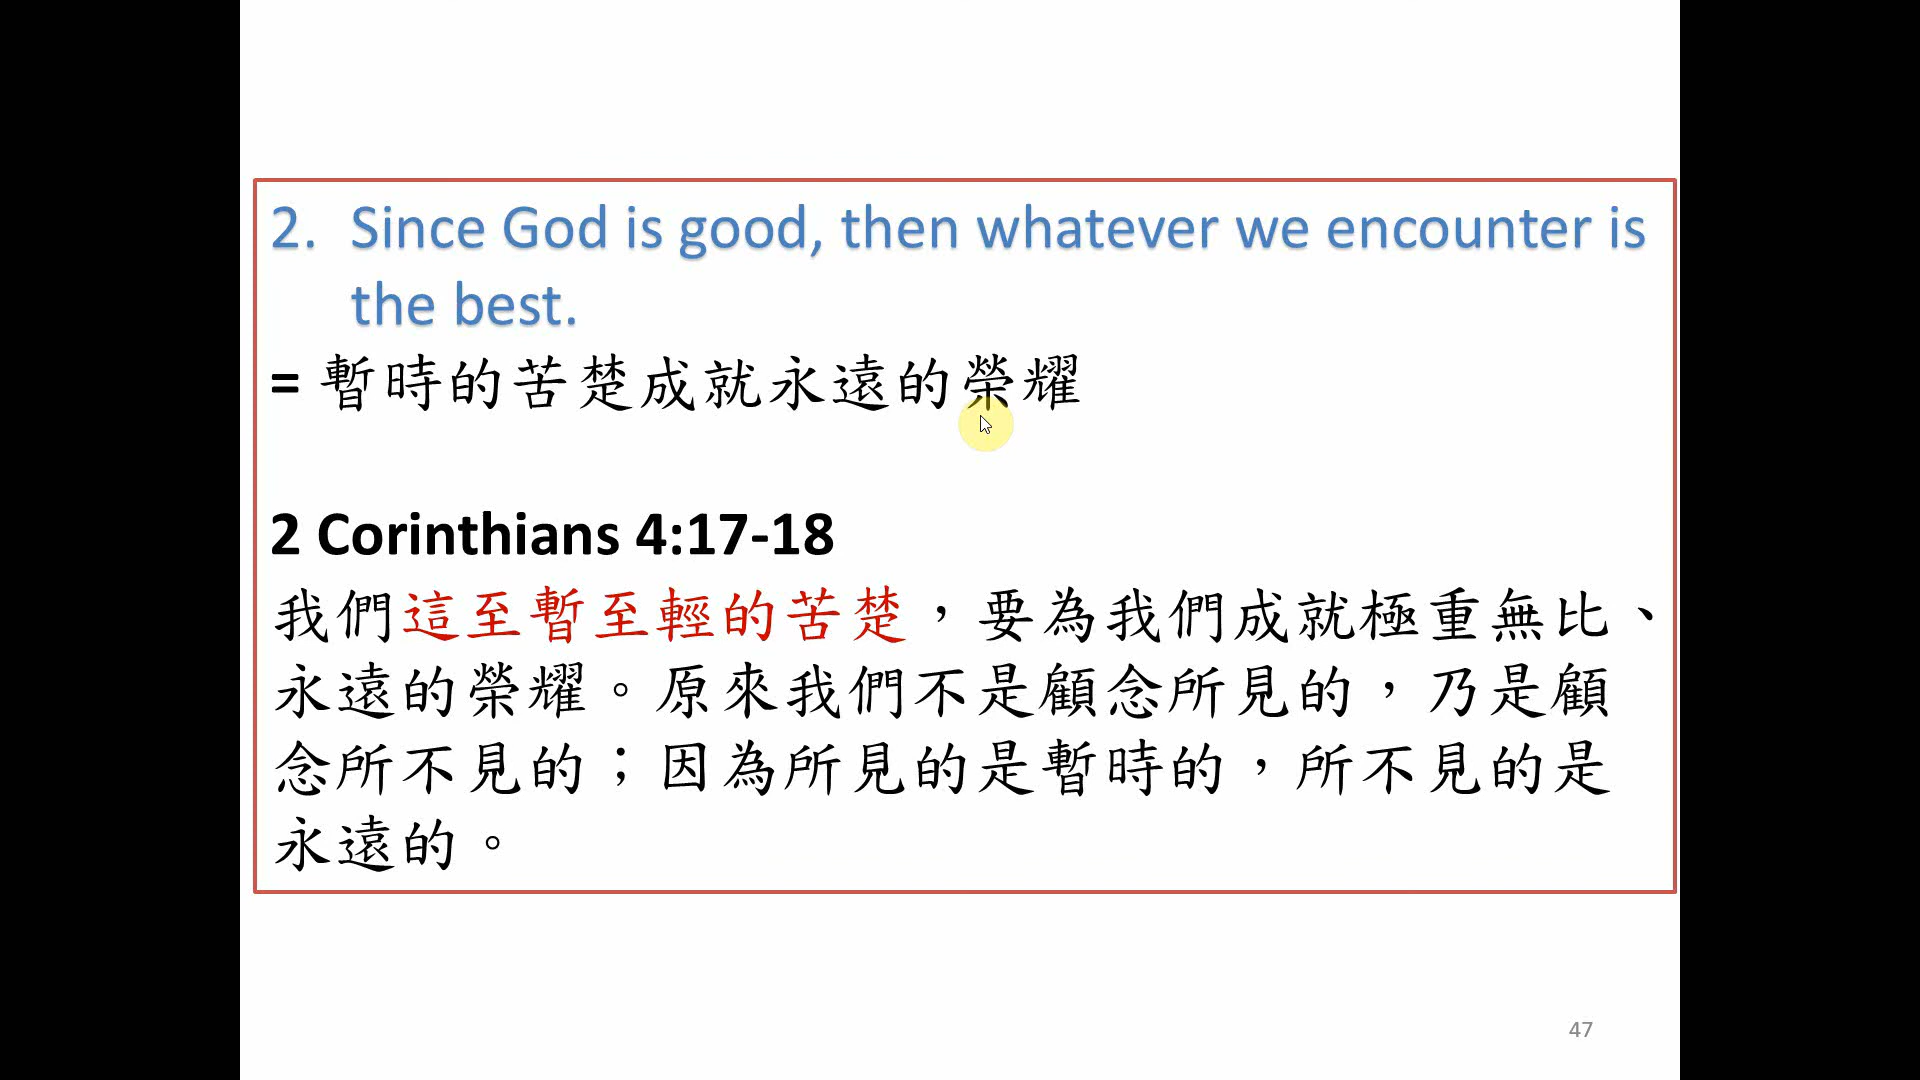 2. Since God is good, then whatever we encounter is
the best.
= 暫時的苦楚成就永遠的榮耀
2 Corinthians 4:17-18
我們這至暫至輕的苦楚，要為我們成就極重無比、
永遠的榮耀。原來我們不是顧念所見的，乃是顧
念所不見的；因為所見的是暫時的，所不見的是
永遠的。
47